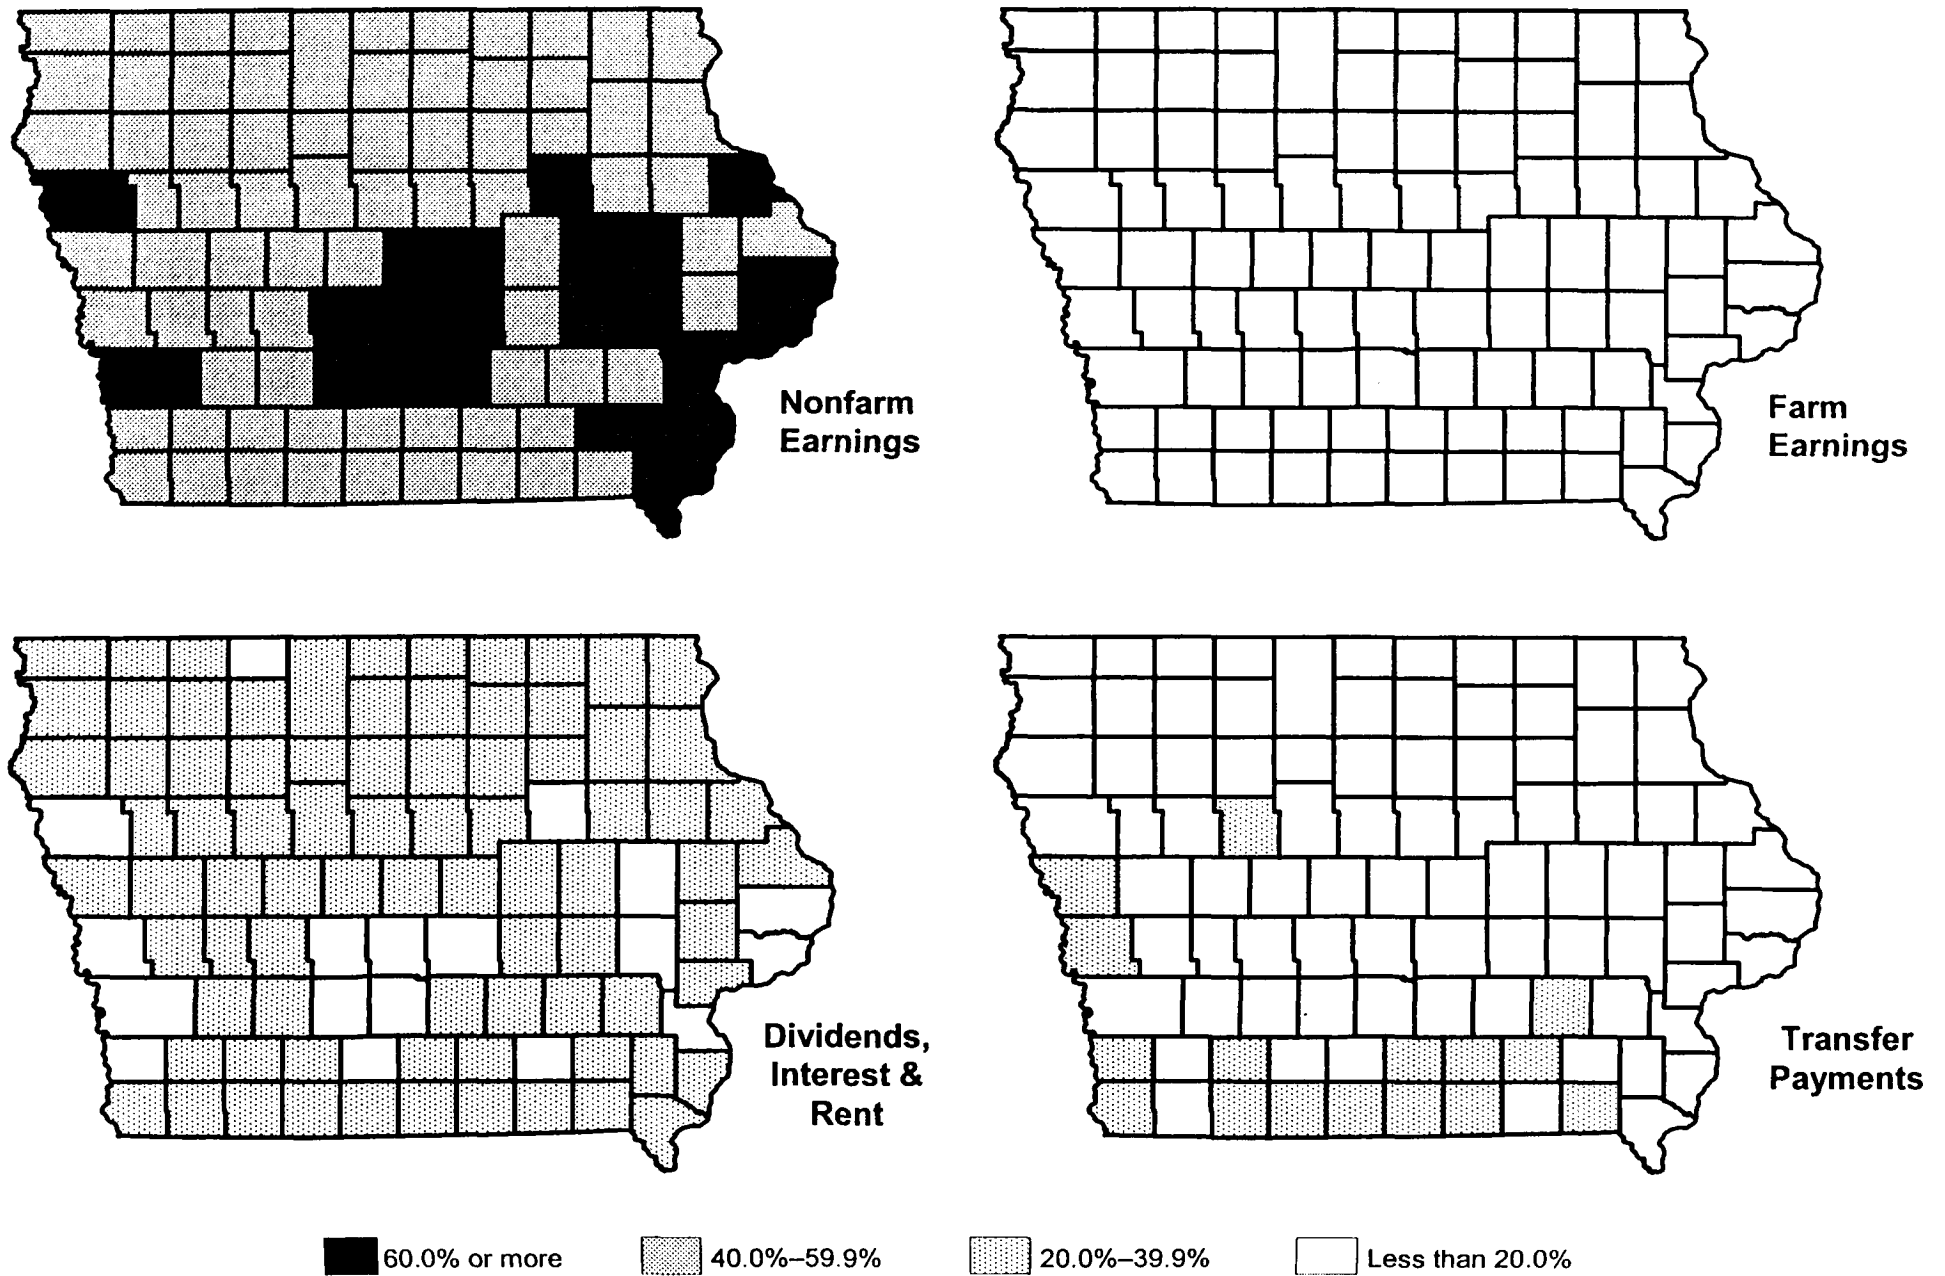 Nonfarm
Earnings
Farm
Earnings
Dividends,
Interest &
Rent
Transfer
Payments
60.0% or more
40.0%–59.9%
20.0%–39.9%
Less than 20.0%